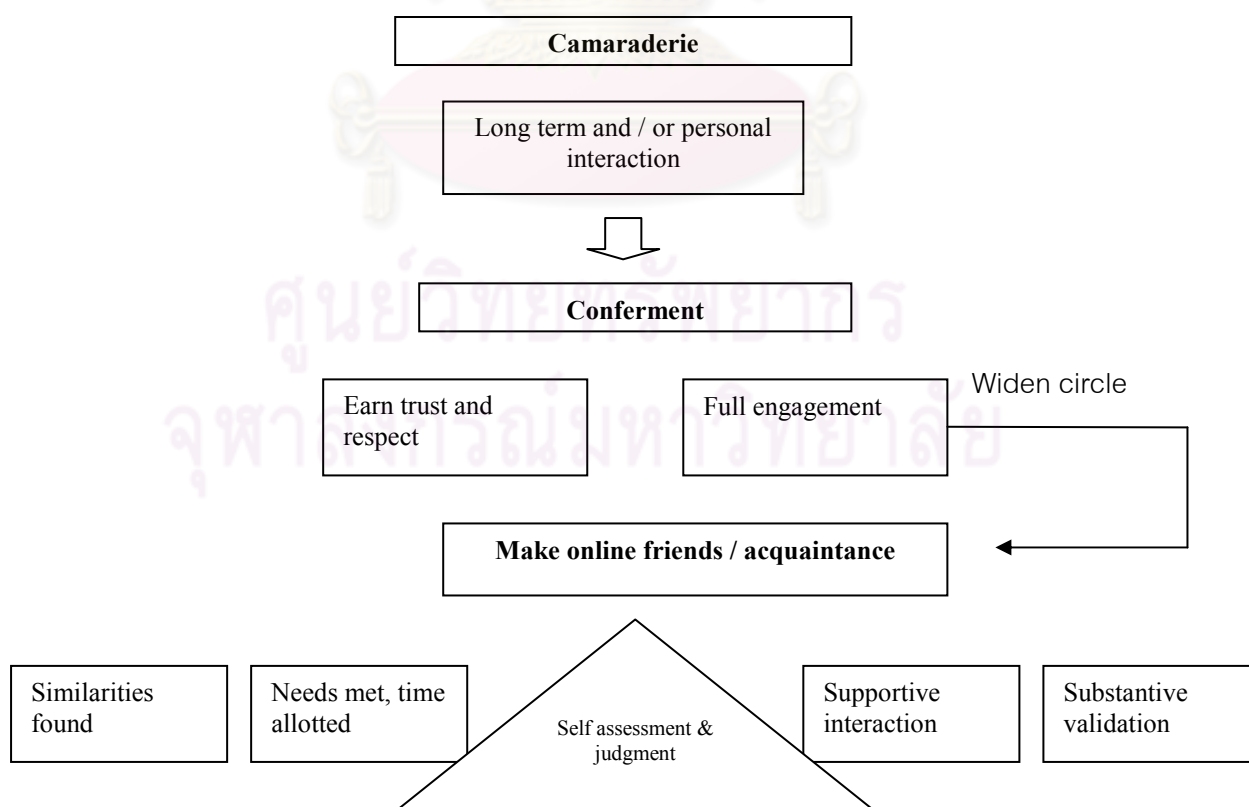 Camaraderie
Long term and / or personal
interaction
ศูนย์วิทยทรัพยากร
Conferment
จุฬาลงกรณ์มหาวิทยาลัย
Earn trust and
respect
Full engagement
Widen circle
Make online friends / acquaintance
Similarities
found
Needs met, time
allotted
Self assessment &
judgment
Supportive
interaction
Substantive
validation